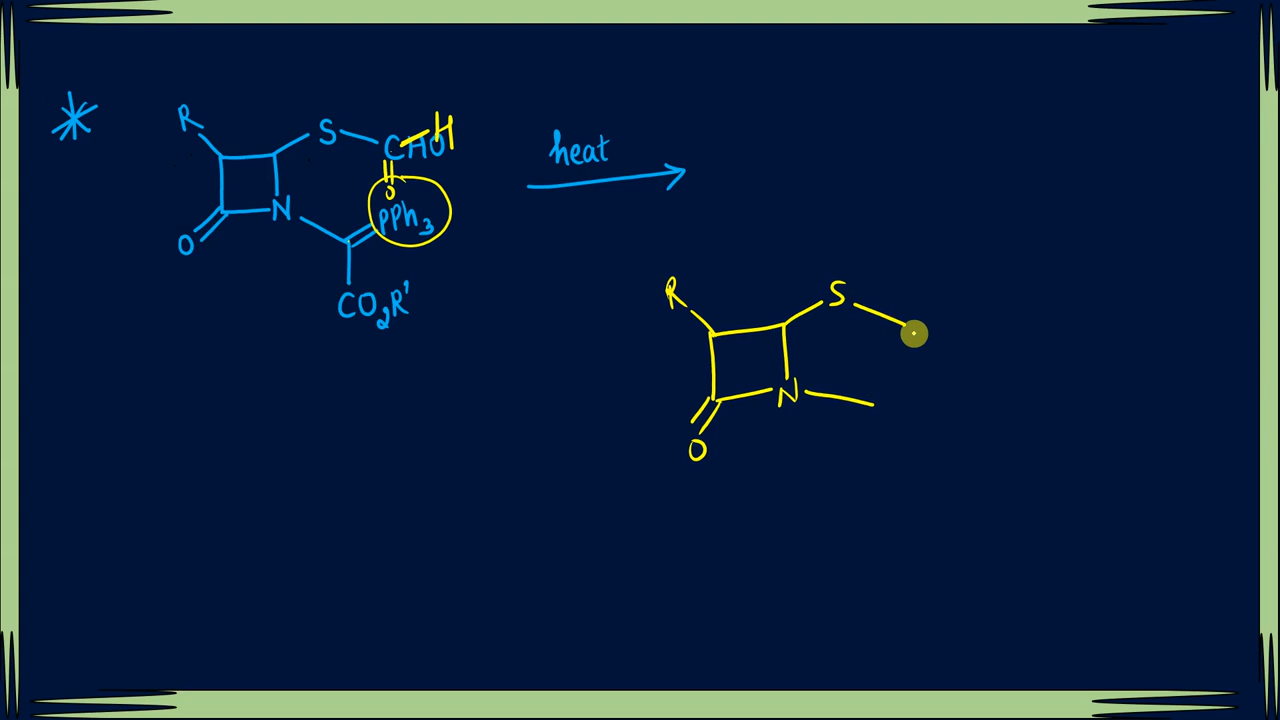 * R S CHO H heat
O
O N PPh₃
CO₂R'
R S
N
O